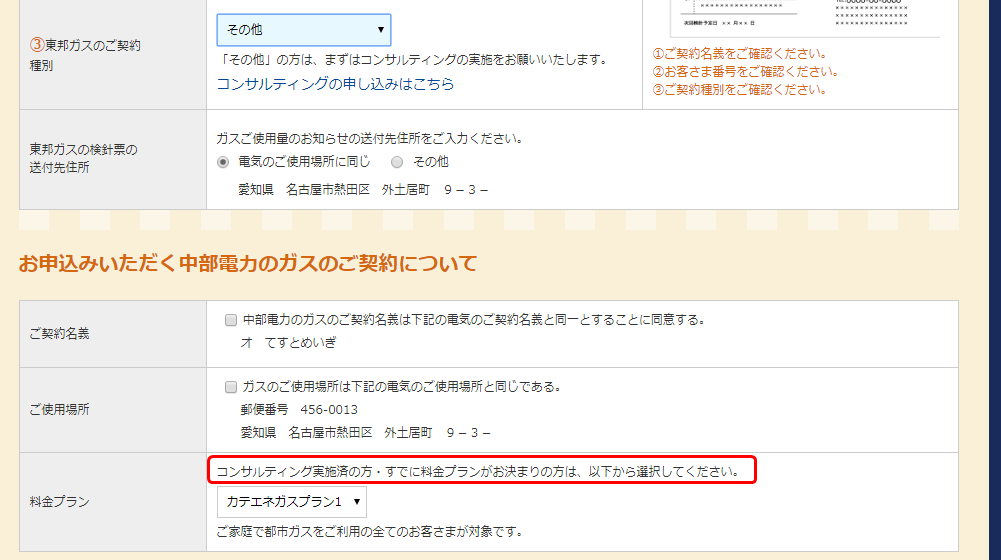 ③東邦ガスのご契約
種別
その他
「その他」の方は、まずはコンサルティングの実施をお願いいたします。
コンサルティングの申し込みはこちら
次回検針予定日 ×× 月×× 日
①ご契約名義をご確認ください。
②お客さま番号をご確認ください。
③ご契約種別をご確認ください。
東邦ガスの検針票の
送付先住所
ガスご使用量のお知らせの送付先住所をご入力ください。
電気のご使用場所に同じ その他
愛知県 名古屋市熱田区 外土居町 9－3－
お申込みいただく中部電力のガスのご契約について
ご契約名義
中部電力のガスのご契約名義は下記の電気のご契約名義と同一とすることに同意する。
オ てすとめいぎ
ご使用場所
ガスのご使用場所は下記の電気のご使用場所と同じである。
郵便番号 456-0013
愛知県 名古屋市熱田区 外土居町 9－3－
料金プラン
コンサルティング実施済の方・すでに料金プランがお決まりの方は、以下から選択してください。
カテエネガスプラン1
ご家庭で都市ガスをご利用の全てのお客さまが対象です。